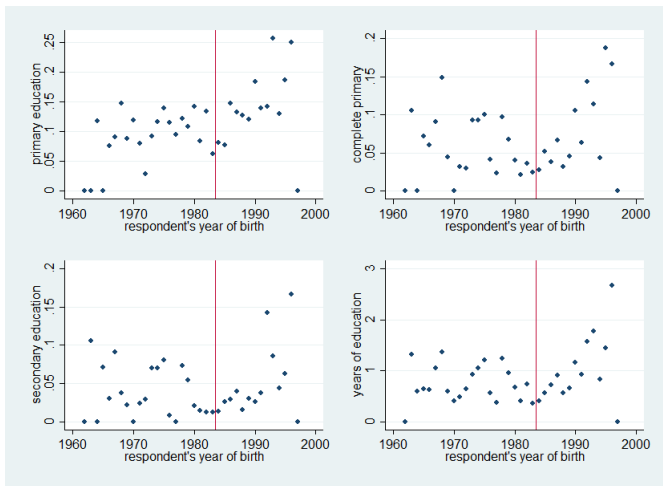 primary education
0 .05 .1 .15 .2 .25
1960 1970 1980 1990 2000
respondent's year of birth
complete primary
0 .05 .1 .15 .2
1960 1970 1980 1990 2000
respondent's year of birth
secondary education
0 .05 .1 .15 .2
1960 1970 1980 1990 2000
respondent's year of birth
years of education
0 1 2 3
1960 1970 1980 1990 2000
respondent's year of birth